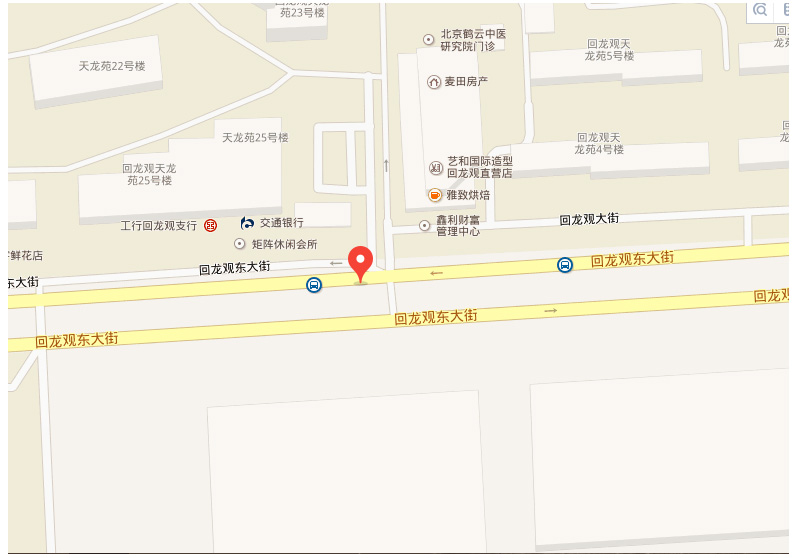 苑23号楼
北京鹤云中医
研究院门诊
回龙观天
龙苑5号楼
天龙苑22号楼
麦田房产
天龙苑25号楼
回龙观天
龙苑4号楼
艺和国际造型
回龙观直营店
回龙观天龙
苑25号楼
雅致烘焙
工行回龙观支行
交通银行
鑫利财富
管理中心
回龙观大街
矩阵休闲会所
鲜花店
回龙观东大街
回龙观东大街
东大街
回龙观东大街
回龙观东大街
回龙观